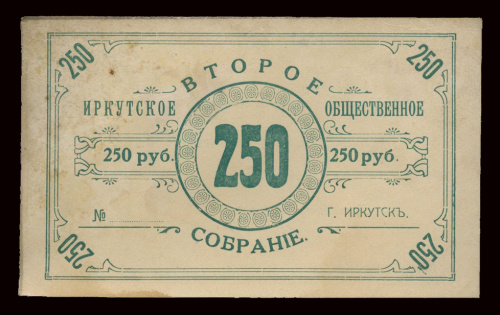 250 250
ВТОРОЕ
ИРКУТСКОЕ ОБЩЕСТВЕННОЕ
250 руб. 250 250 руб.
№ Г. ИРКУТСКЪ.
СОБРАНІЕ.
250 250